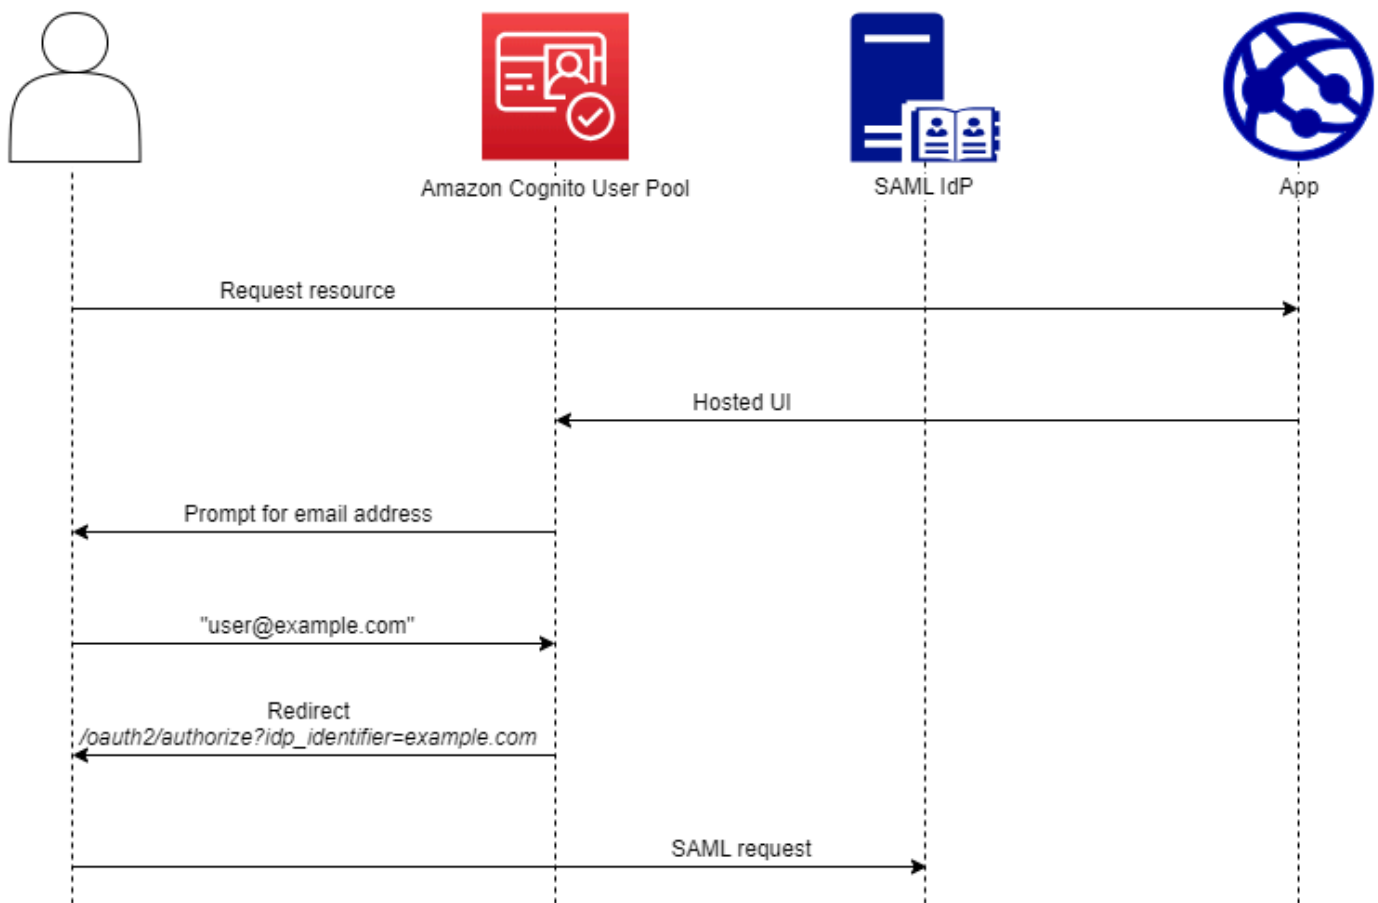 Amazon Cognito User Pool
SAML IdP
App
Request resource
Hosted UI
Prompt for email address
"user@example.com"
Redirect
/oauth2/authorize?idp_identifier=example.com
SAML request